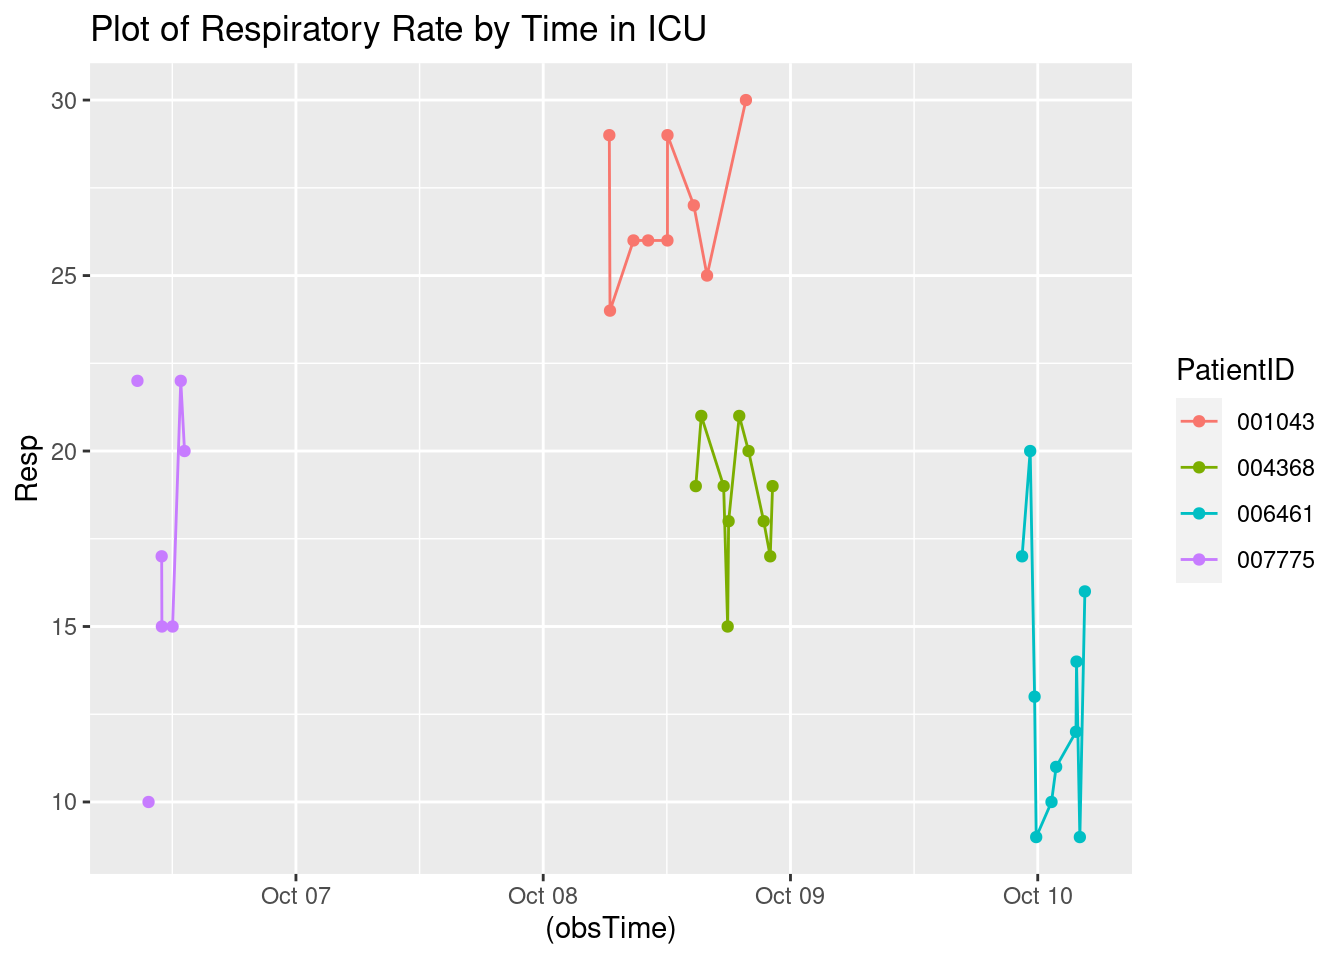 Plot of Respiratory Rate by Time in ICU
30
25
20
15
10
Resp
Oct 07
Oct 08
Oct 09
Oct 10
(obsTime)
PatientID
001043
004368
006461
007775